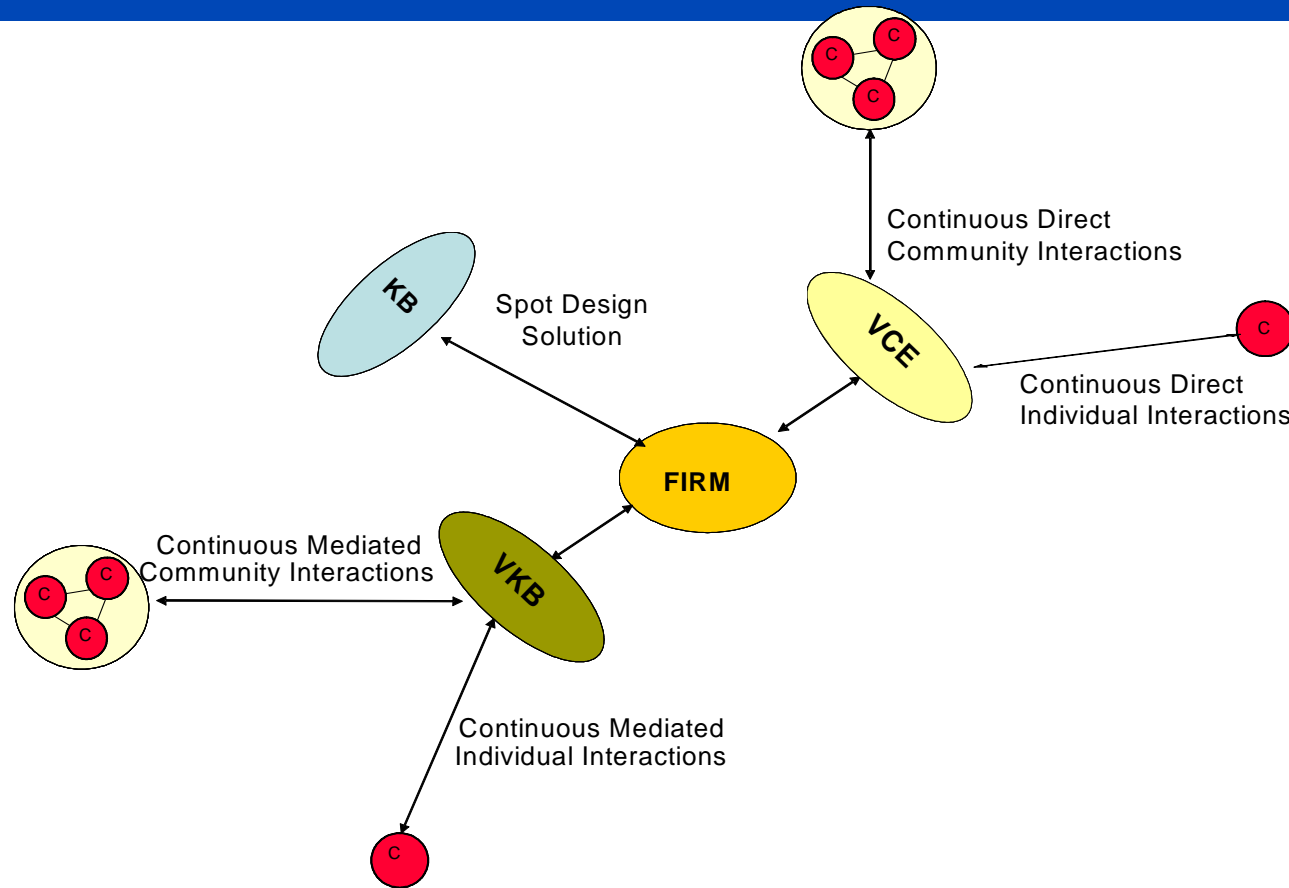 C
C
C
Continuous Direct
Community Interactions
KB
Spot Design
Solution
VCE
C
Continuous Direct
Individual Interactions
FIRM
Continuous Mediated
Community Interactions
VKB
C
C
C
Continuous Mediated
Individual Interactions
C